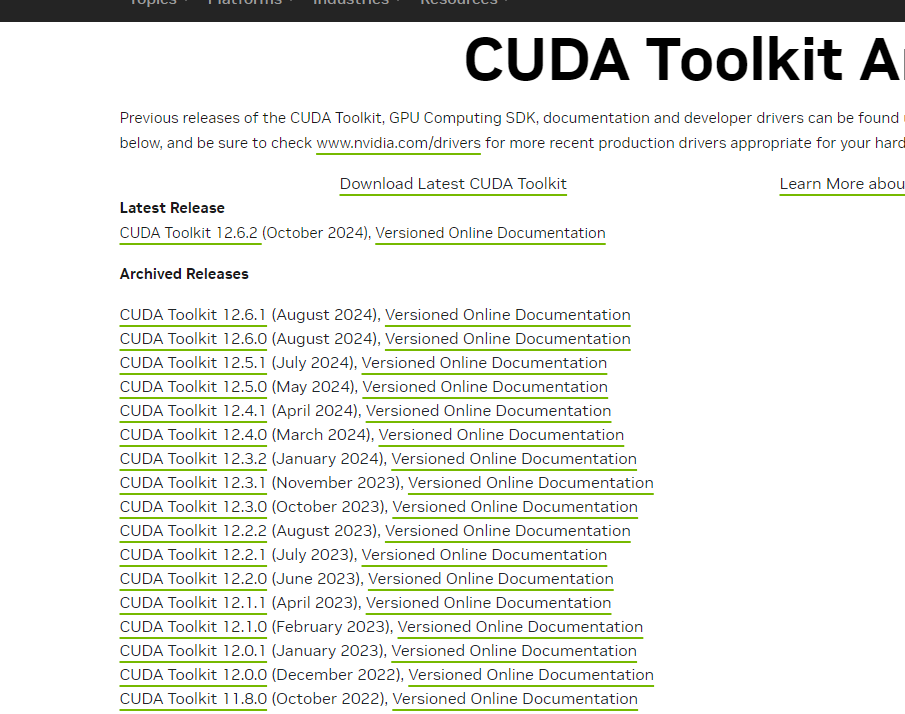 Topics Platforms Industries Resources
CUDA Toolkit
Previous releases of the CUDA Toolkit, GPU Computing SDK, documentation and developer drivers can be found
below, and be sure to check www.nvidia.com/drivers for more recent production drivers appropriate for your
Download Latest CUDA Toolkit
Learn More
Latest Release
CUDA Toolkit 12.6.2 (October 2024), Versioned Online Documentation
Archived Releases
CUDA Toolkit 12.6.1 (August 2024), Versioned Online Documentation
CUDA Toolkit 12.6.0 (August 2024), Versioned Online Documentation
CUDA Toolkit 12.5.1 (July 2024), Versioned Online Documentation
CUDA Toolkit 12.5.0 (May 2024), Versioned Online Documentation
CUDA Toolkit 12.4.1 (April 2024), Versioned Online Documentation
CUDA Toolkit 12.4.0 (March 2024), Versioned Online Documentation
CUDA Toolkit 12.3.2 (January 2024), Versioned Online Documentation
CUDA Toolkit 12.3.1 (November 2023), Versioned Online Documentation
CUDA Toolkit 12.3.0 (October 2023), Versioned Online Documentation
CUDA Toolkit 12.2.2 (August 2023), Versioned Online Documentation
CUDA Toolkit 12.2.1 (July 2023), Versioned Online Documentation
CUDA Toolkit 12.2.0 (June 2023), Versioned Online Documentation
CUDA Toolkit 12.1.1 (April 2023), Versioned Online Documentation
CUDA Toolkit 12.1.0 (February 2023), Versioned Online Documentation
CUDA Toolkit 12.0.1 (January 2023), Versioned Online Documentation
CUDA Toolkit 12.0.0 (December 2022), Versioned Online Documentation
CUDA Toolkit 11.8.0 (October 2022), Versioned Online Documentation